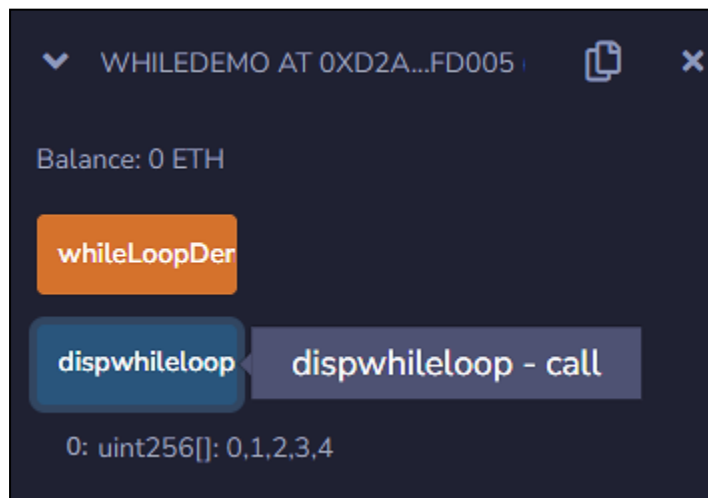 WHILEDEMO AT 0XD2A...FD005
Balance: 0 ETH
whileLoopDer
dispwhileloop
dispwhileloop - call
0: uint256[]: 0,1,2,3,4